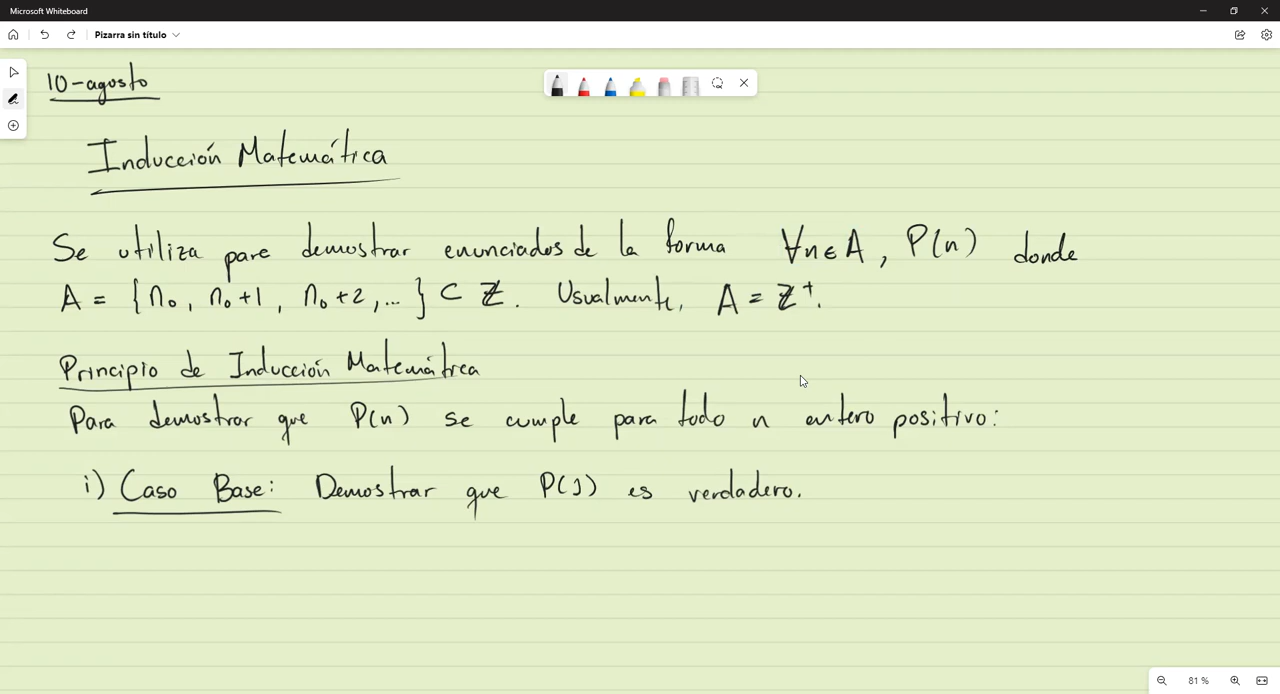 Microsoft Whiteboard
Pizarra sin título
10-agosto
Inducción Matemática
Se utiliza para demostrar enunciados de la forma ∀n∈A, P(n) donde
A = {n₀, n₀+1, n₀+2, ...} ⊂ ℤ. Usualmente, A = ℤ⁺.
Principio de Inducción Matemática
Para demostrar que P(n) se cumple para todo n entero positivo:
i) Caso Base: Demostrar que P(1) es verdadero.
81 %